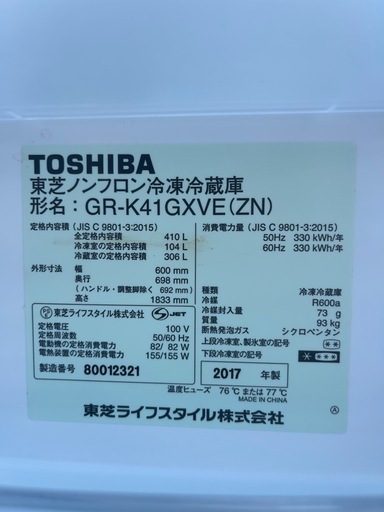 TOSHIBA
東芝ノンフロン冷凍冷蔵庫
形名：GR-K41GXVE(ZN)
定格内容積 (JIS C 9801-3:2015)
全定格内容積 410 L
冷凍室の定格内容積 104 L
冷蔵室の定格内容積 306 L
外形寸法 幅 600 mm
奥行 698 mm
(ハンドル・調整脚除く 692 mm)
高さ 1833 mm
消費電力量 (JIS C 9801-3:2015)
50Hz 330 kWh/年
60Hz 330 kWh/年
種類 冷凍冷蔵庫
冷媒 R600a
冷媒封入量 73 g
質量 93 kg
断熱発泡ガス シクロペンタン
上段冷凍室、製氷室の記号 **
下段冷凍室の記号 ****
東芝ライフスタイル株式会社 S JET
定格電圧 100 V
定格周波数 50/60 Hz
電動機の定格消費電力 82/ 82 W
電熱装置の定格消費電力 155/155 W
製造番号 80012321
2017 年製
温度ヒューズ 76℃ または 77℃
MADE IN CHINA
東芝ライフスタイル株式会社
Ⓐ